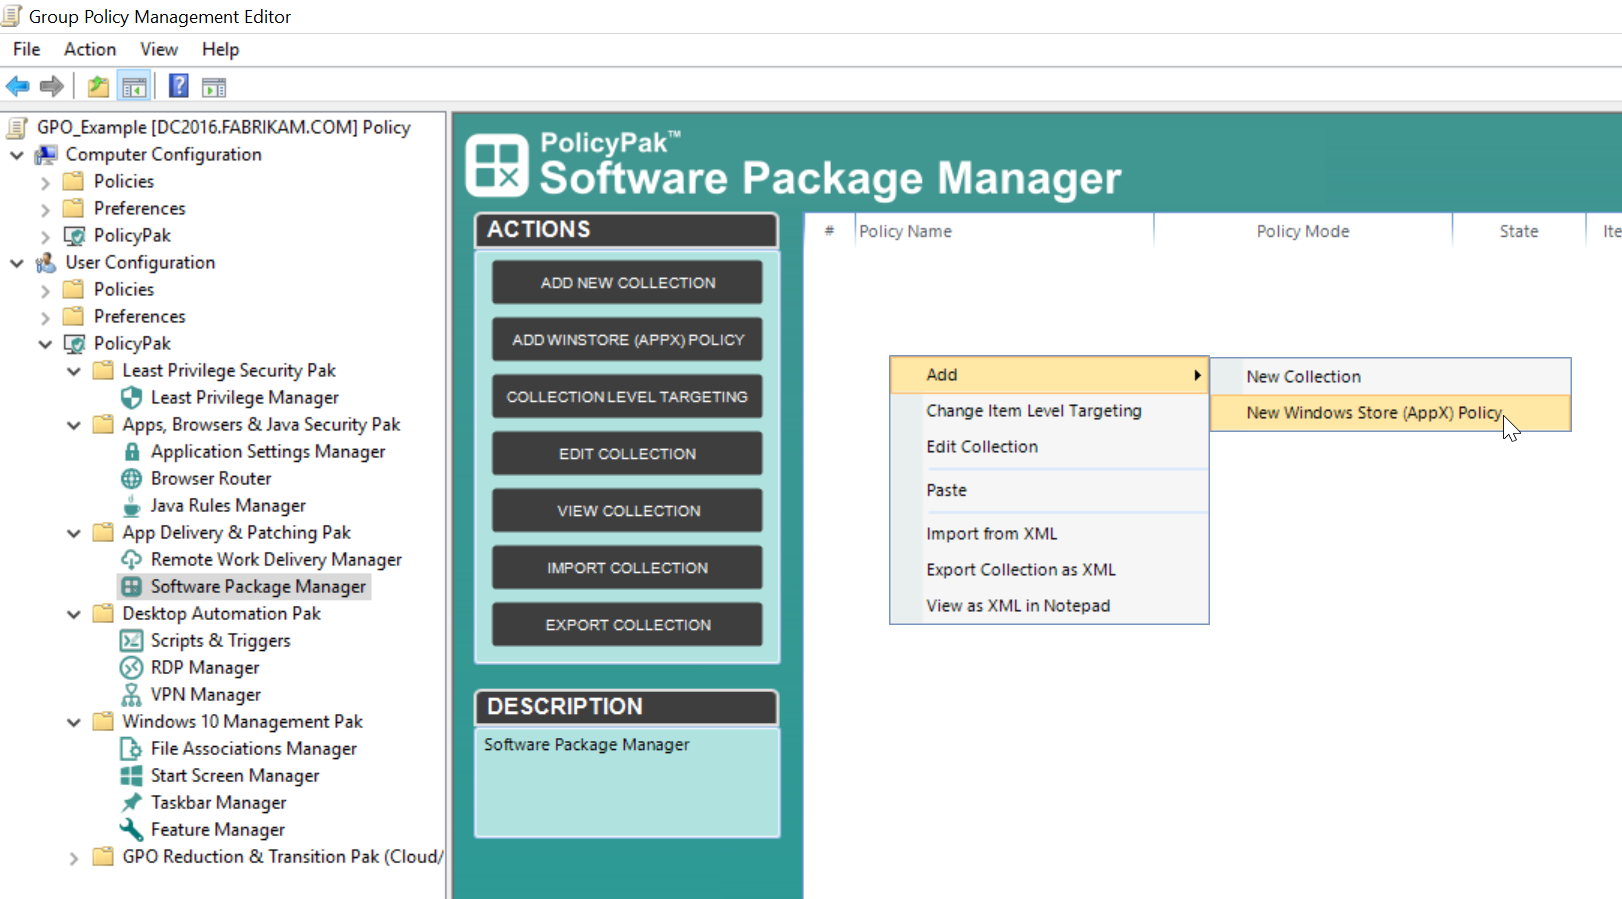 Group Policy Management Editor
File Action View Help
GPO_Example [DC2016.FABRIKAM.COM] Policy
Computer Configuration
Policies
Preferences
PolicyPak
User Configuration
Policies
Preferences
PolicyPak
Least Privilege Security Pak
Least Privilege Manager
Apps, Browsers & Java Security Pak
Application Settings Manager
Browser Router
Java Rules Manager
App Delivery & Patching Pak
Remote Work Delivery Manager
Software Package Manager
Desktop Automation Pak
Scripts & Triggers
RDP Manager
VPN Manager
Windows 10 Management Pak
File Associations Manager
Start Screen Manager
Taskbar Manager
Feature Manager
GPO Reduction & Transition Pak (Cloud/
PolicyPak™
Software Package Manager
ACTIONS
ADD NEW COLLECTION
ADD WINSTORE (APPX) POLICY
COLLECTION LEVEL TARGETING
EDIT COLLECTION
VIEW COLLECTION
IMPORT COLLECTION
EXPORT COLLECTION
DESCRIPTION
Software Package Manager
# Policy Name Policy Mode State Ite
Add
Change Item Level Targeting
Edit Collection
Paste
Import from XML
Export Collection as XML
View as XML in Notepad
New Collection
New Windows Store (AppX) Policy